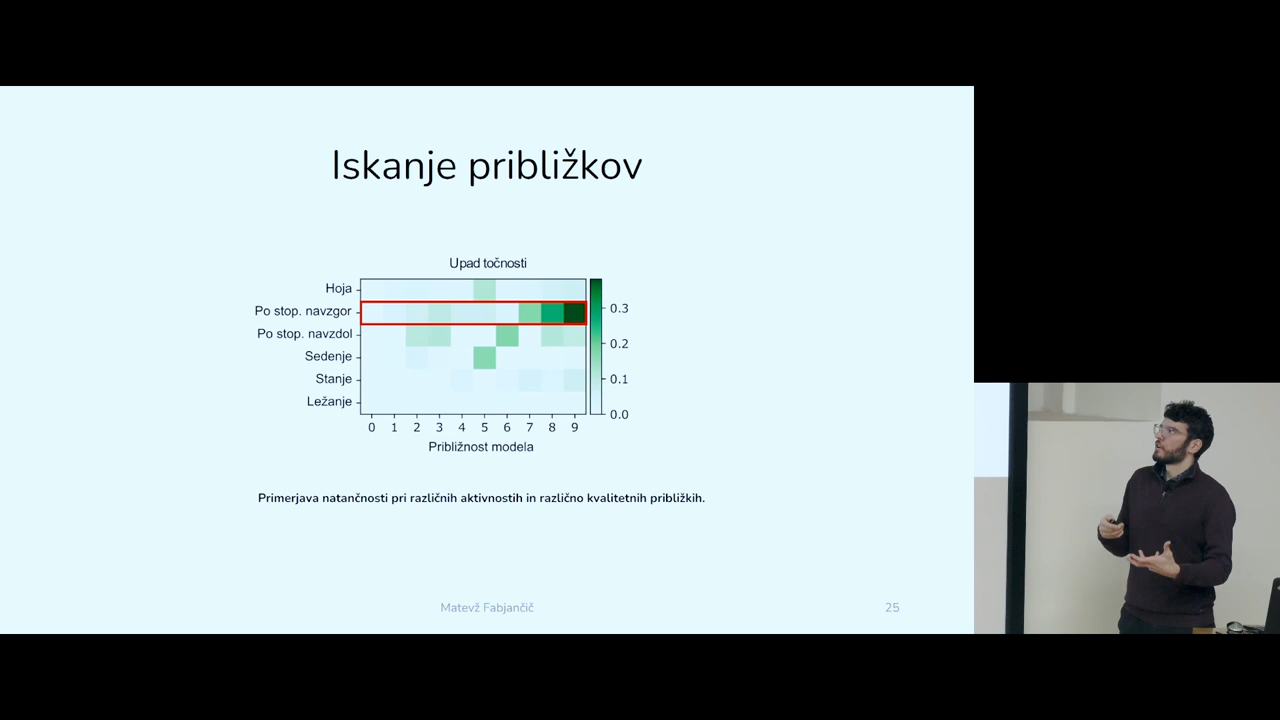 Iskanje približkov
Upad točnosti
Hoja
Po stop. navzgor
Po stop. navzdol
Sedenje
Stanje
Ležanje
0.3
0.2
0.1
0.0
0 1 2 3 4 5 6 7 8 9
Približnost modela
Primerjava natančnosti pri različnih aktivnostih in različno kvalitetnih približkih.
Matevž Fabjančič
25